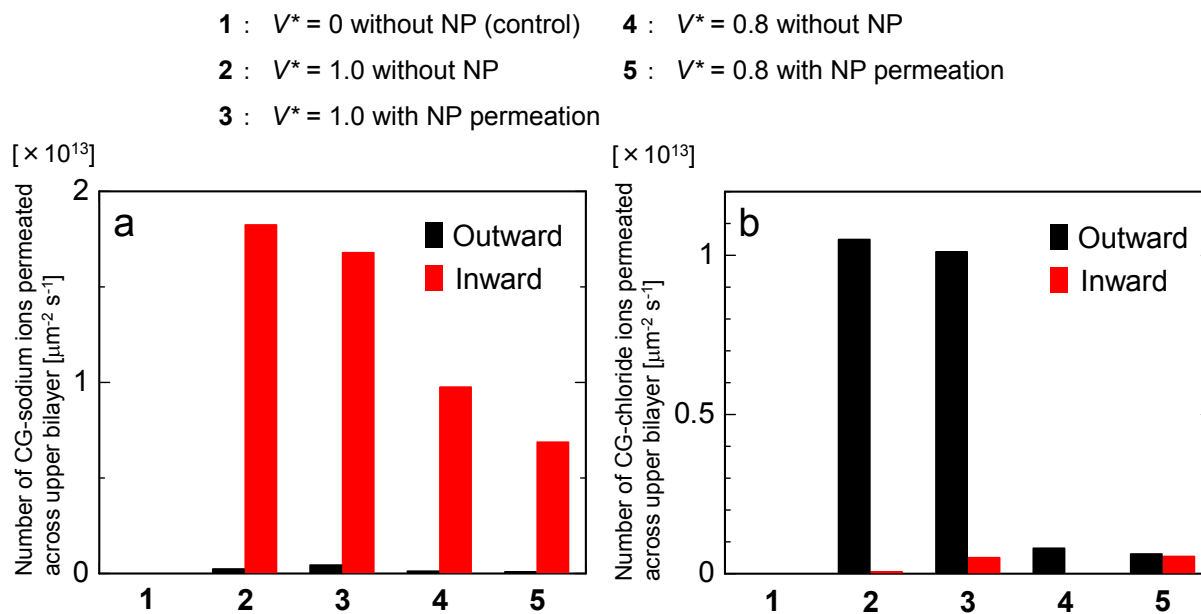 1 : V* = 0 without NP (control)
4 : V* = 0.8 without NP
2 : V* = 1.0 without NP
5 : V* = 0.8 with NP permeation
3 : V* = 1.0 with NP permeation
[ × 10¹³]
Number of CG-sodium ions permeated
across upper bilayer [μm⁻² s⁻¹]
2
1
0
a
Outward
Inward
1 2 3 4 5
[ × 10¹³]
Number of CG-chloride ions permeated
across upper bilayer [μm⁻² s⁻¹]
1
0.5
0
b
Outward
Inward
1 2 3 4 5